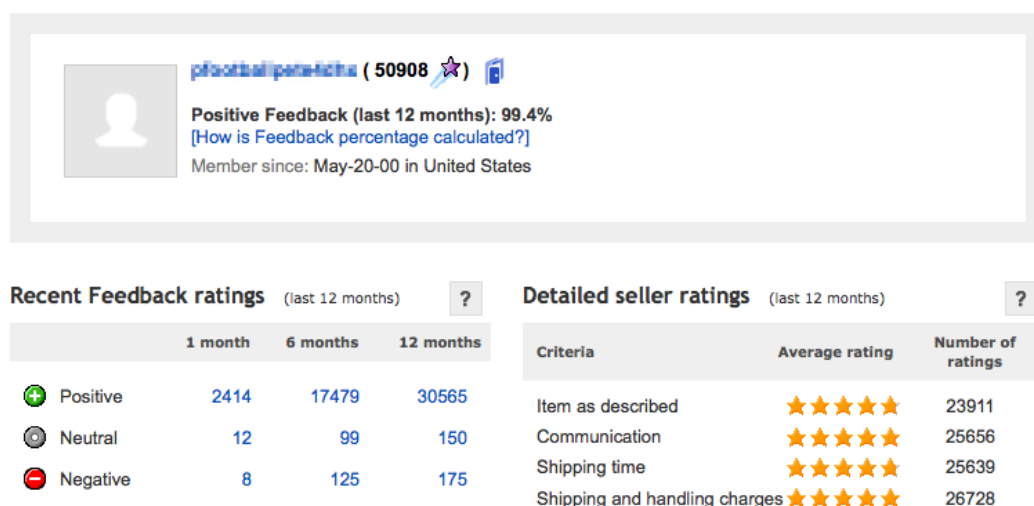 ( 50908 )
Positive Feedback (last 12 months): 99.4%
[How is Feedback percentage calculated?]
Member since: May-20-00 in United States
Recent Feedback ratings (last 12 months) ?
1 month 6 months 12 months
Positive 2414 17479 30565
Neutral 12 99 150
Negative 8 125 175
Detailed seller ratings (last 12 months) ?
Criteria Average rating Number of
ratings
Item as described 23911
Communication 25656
Shipping time 25639
Shipping and handling charges 26728